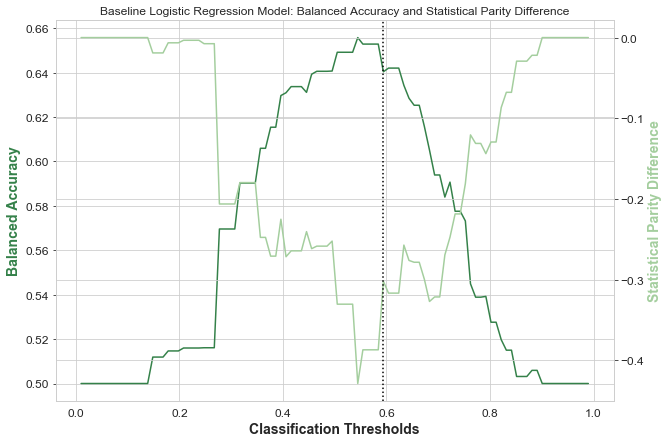 Baseline Logistic Regression Model: Balanced Accuracy and Statistical Parity Difference
0.66
0.64
0.62
0.60
0.58
0.56
0.54
0.52
0.50
Balanced Accuracy
0.0
−0.1
−0.2
−0.3
−0.4
Statistical Parity Difference
0.0 0.2 0.4 0.6 0.8 1.0
Classification Thresholds